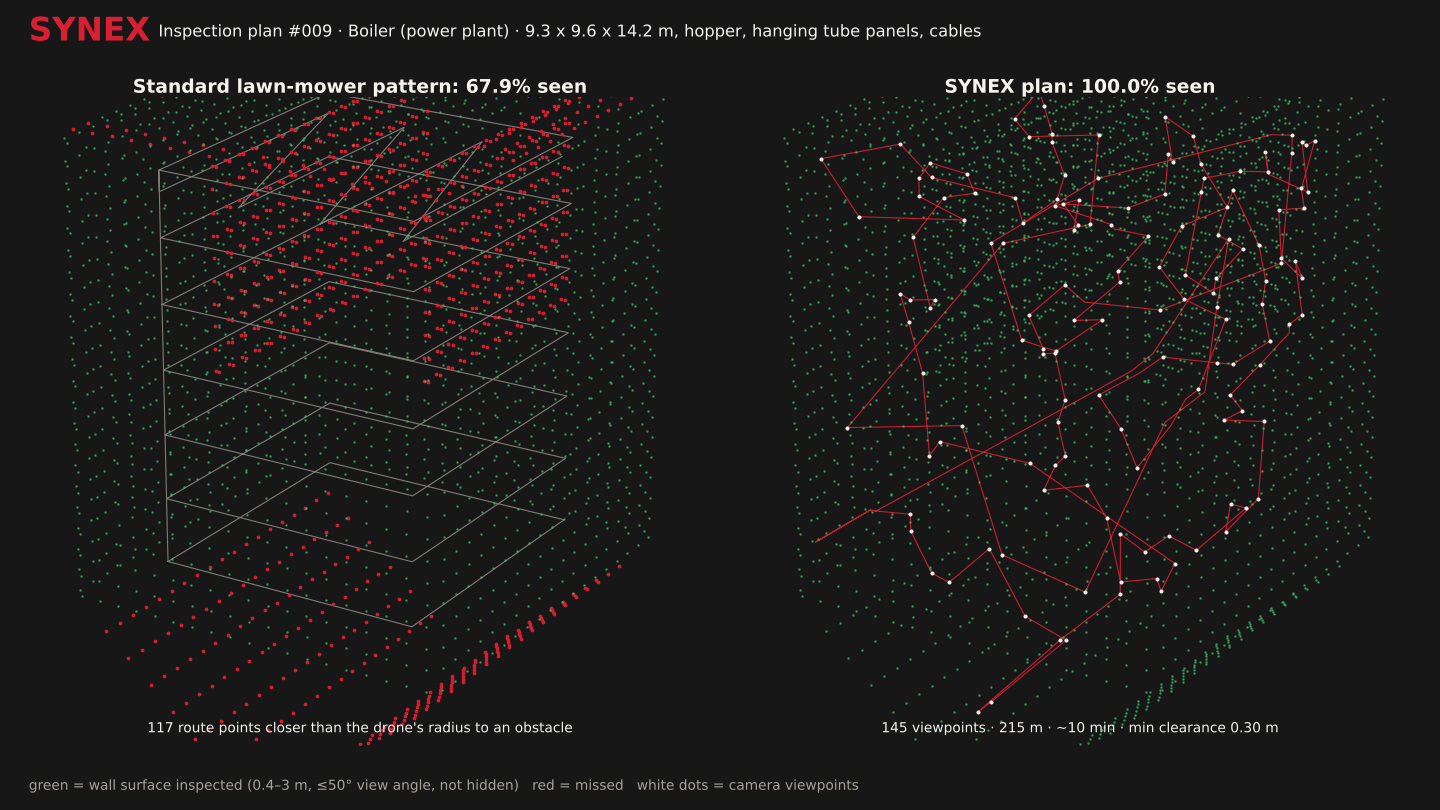 SYNEX Inspection plan #009 · Boiler (power plant) · 9.3 x 9.6 x 14.2 m, hopper, hanging tube panels, cables
Standard lawn-mower pattern: 67.9% seen
SYNEX plan: 100.0% seen
117 route points closer than the drone's radius to an obstacle
145 viewpoints · 215 m · ~10 min · min clearance 0.30 m
green = wall surface inspected (0.4–3 m, ≤50° view angle, not hidden)   red = missed   white dots = camera viewpoints